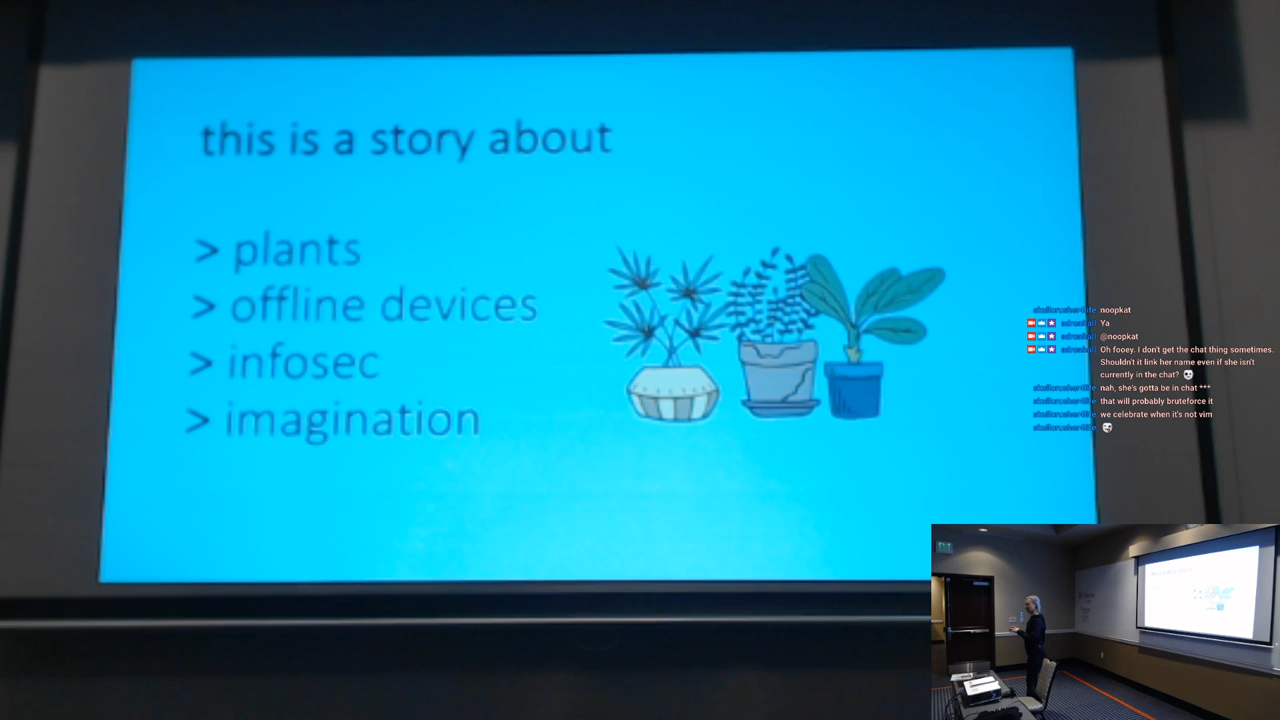 this is a story about
> plants
> offline devices
> infosec
> imagination
noopkat
Ya
@noopkat
Oh fooey. I don't get the chat thing sometimes.
Shouldn't it link her name even if she isn't
currently in the chat?
nah, she's gotta be in chat ***
that will probably bruteforce it
we celebrate when it's not vim